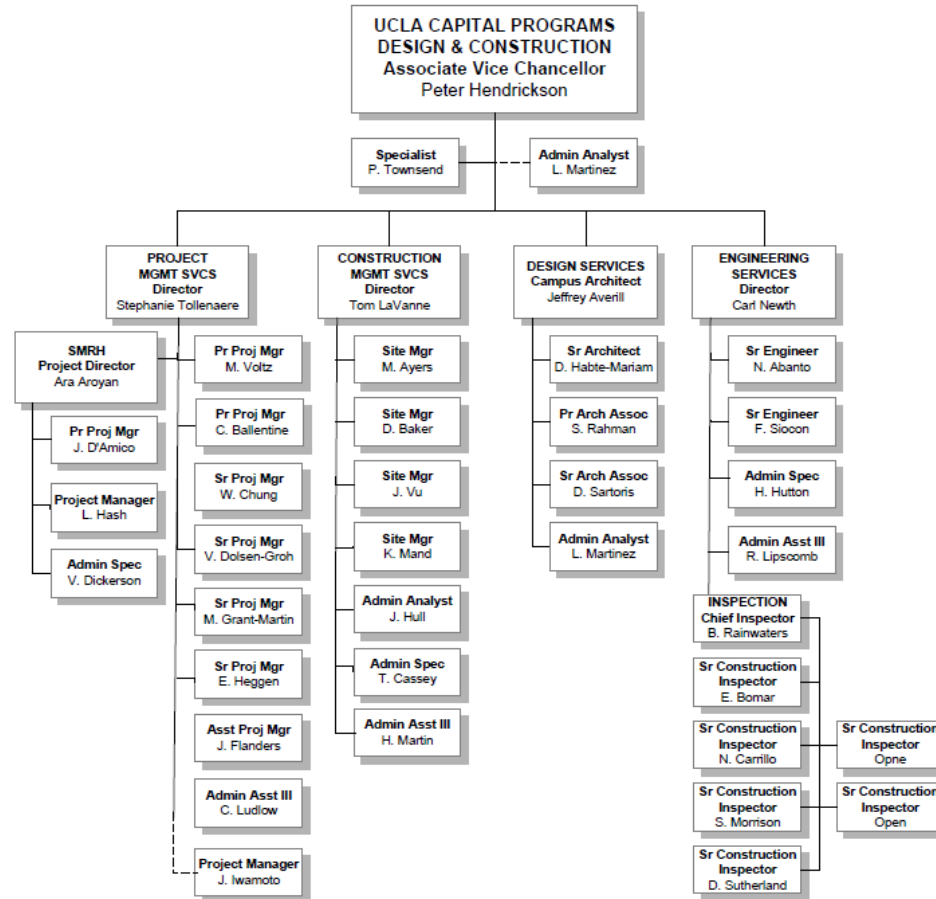 UCLA CAPITAL PROGRAMS
DESIGN & CONSTRUCTION
Associate Vice Chancellor
Peter Hendrickson
Specialist
P. Townsend
Admin Analyst
L. Martinez
PROJECT
MGMT SVCS
Director
Stephanie Tollenaere
CONSTRUCTION
MGMT SVCS
Director
Tom LaVanne
DESIGN SERVICES
Campus Architect
Jeffrey Averill
ENGINEERING
SERVICES
Director
Carl Newth
SMRH
Project Director
Ara Aroyan
Pr Proj Mgr
J. D'Amico
Project Manager
L. Hash
Admin Spec
V. Dickerson
Pr Proj Mgr
M. Voltz
Pr Proj Mgr
C. Ballentine
Sr Proj Mgr
W. Chung
Sr Proj Mgr
V. Dolsen-Groh
Sr Proj Mgr
M. Grant-Martin
Sr Proj Mgr
E. Heggen
Asst Proj Mgr
J. Flanders
Admin Asst III
C. Ludlow
Project Manager
J. Iwamoto
Site Mgr
M. Ayers
Site Mgr
D. Baker
Site Mgr
J. Vu
Site Mgr
K. Mand
Admin Analyst
J. Hull
Admin Spec
T. Cassey
Admin Asst III
H. Martin
Sr Architect
D. Habte-Mariam
Pr Arch Assoc
S. Rahman
Sr Arch Assoc
D. Sartoris
Admin Analyst
L. Martinez
Sr Engineer
N. Abanto
Sr Engineer
F. Siocon
Admin Spec
H. Hutton
Admin Asst III
R. Lipscomb
INSPECTION
Chief Inspector
B. Rainwaters
Sr Construction
Inspector
E. Bomar
Sr Construction
Inspector
N. Carrillo
Sr Construction
Inspector
Opne
Sr Construction
Inspector
S. Morrison
Sr Construction
Inspector
Open
Sr Construction
Inspector
D. Sutherland